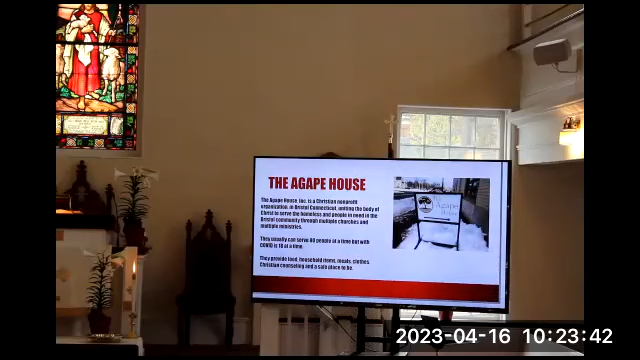 THE AGAPE HOUSE
The Agape House, Inc. is a Christian nonprofit
organization, in Bristol Connecticut, uniting the body of
Christ to serve the homeless and people in need in the
Bristol community through multiple churches and
multiple ministries.
They usually can serve 80 people at a time but with
COVID is 18 at a time.
They provide food, household items, meals, clothes,
Christian counseling and a safe place to be.
Agape
House
2023-04-16 10:23:42